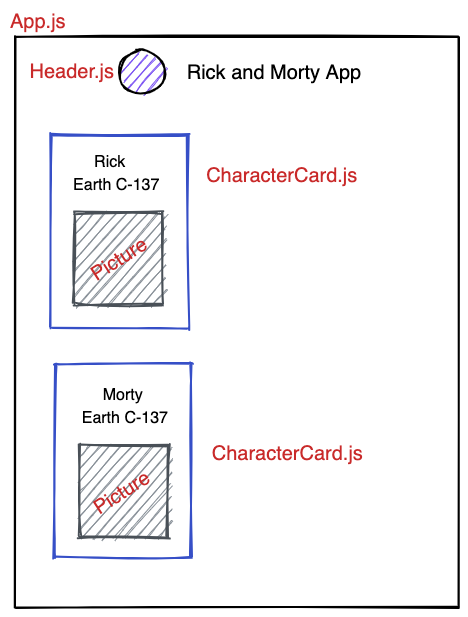 App.js
Header.js
Rick and Morty App
Rick
Earth C-137
CharacterCard.js
Picture
Morty
Earth C-137
CharacterCard.js
Picture